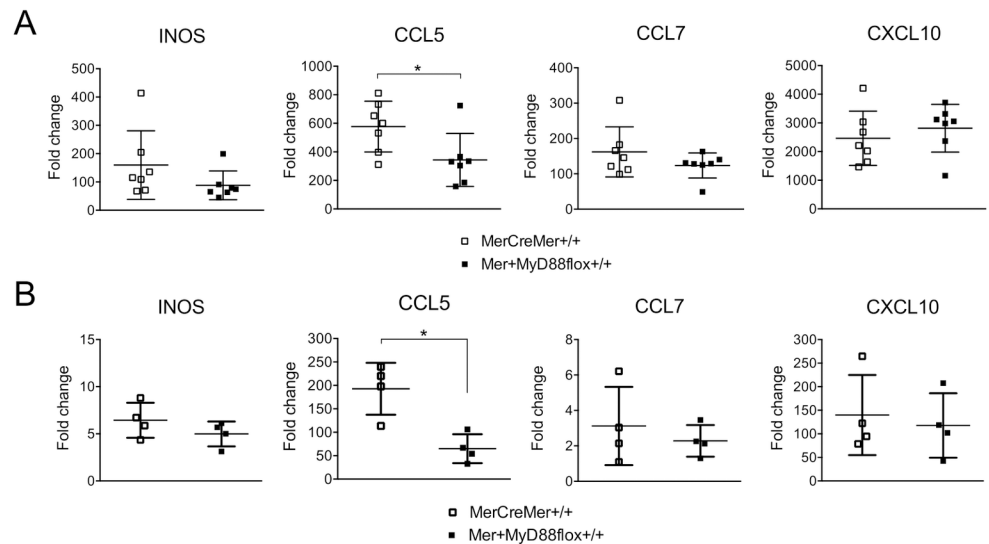 A
INOS
CCL5
CCL7
CXCL10
Fold change
500
400
300
200
100
0
Fold change
1000
800
600
400
200
0
*
Fold change
400
300
200
100
0
Fold change
5000
4000
3000
2000
1000
0
MerCreMer+/+
Mer+MyD88flox+/+
B
INOS
CCL5
CCL7
CXCL10
Fold change
15
10
5
0
Fold change
300
250
200
150
100
50
0
*
Fold change
8
6
4
2
0
Fold change
300
250
200
150
100
50
0
MerCreMer+/+
Mer+MyD88flox+/+